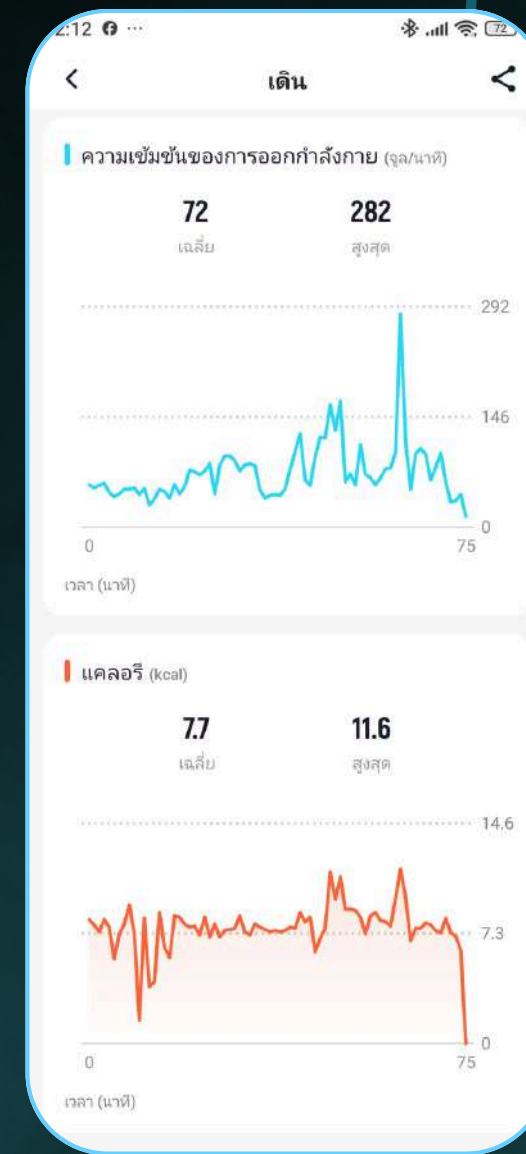 2:12
72
เดิน
ความเข้มข้นของการออกกำลังกาย (จูล/นาที)
72 282
เฉลี่ย สูงสุด
292
146
0
0 75
เวลา (นาที)
แคลอรี (kcal)
7.7 11.6
เฉลี่ย สูงสุด
14.6
7.3
0
0 75
เวลา (นาที)